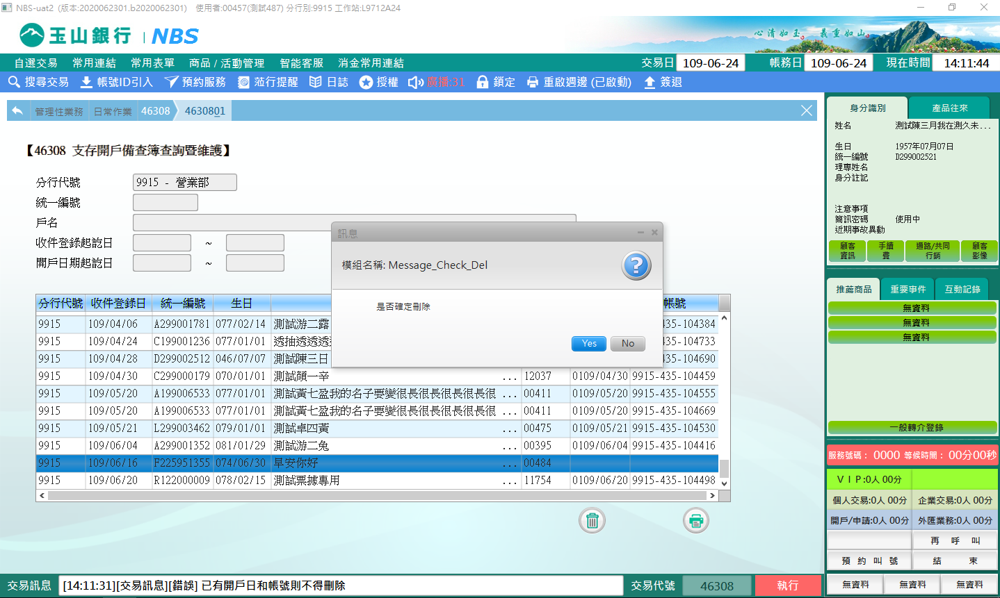 NBS-uat2 (版本:2020062301.b2020062301) 使用者:00457(測試487) 分行別:9915 工作站:L9712A24
玉山銀行 | NBS
心清如玉。 義重如山。
自選交易 常用連結 常用表單 商品 / 活動管理 智能客服 消金常用連結 交易日 109-06-24 帳務日 109-06-24 現在時間 14:11:44
搜尋交易 帳號ID引入 預約服務 蒞行提醒 日誌 授權 廣播:31 鎖定 重啟週邊 (已啟動) 簽退
管理性業務 日常作業 46308 4630801
【46308 支存開戶備查簿查詢暨維護】
分行代號 9915 - 營業部
統一編號
戶名
收件登錄起訖日 ~
開戶日期起訖日 ~
訊息
模組名稱: Message_Check_Del
是否確定刪除
Yes No
分行代號 收件登錄日 統一編號 生日 帳號
9915 109/04/06 A299001781 077/02/14 測試游二露 435-104384
9915 109/04/24 C199001236 077/01/01 透抽透透透 435-104733
9915 109/04/28 D299002512 046/07/07 測試陳三日 435-104690
9915 109/04/30 C299000179 070/01/01 測試顏一辛 ... 12037 0109/04/30 9915-435-104459
9915 109/05/20 A199006533 077/01/01 測試黃七盈我的名子要變很長很長很長很長很 ... 00411 0109/05/20 9915-435-104555
9915 109/05/20 A199006533 077/01/01 測試黃七盈我的名子要變很長很長很長很長很 ... 00411 0109/05/20 9915-435-104669
9915 109/05/21 L299003462 079/01/01 測試卓四黃 ... 00475 0109/05/21 9915-435-104530
9915 109/06/04 A299001352 081/01/29 測試游二兔 ... 00395 0109/06/04 9915-435-104416
9915 109/06/16 F225951355 074/06/30 早安你好 ... 00484
9915 109/06/20 R122000009 078/02/15 測試票據專用 ... 11754 0109/06/20 9915-435-104498
交易訊息 [14:11:31][交易訊息][錯誤] 已有開戶日和帳號則不得刪除 交易代號 46308 執行
身分識別 產品往來
姓名 測試陳三月我在測久未...
生日 1957年07月07日
統一編號 D299002521
理專姓名
身分註記
注意事項
簡訊密碼 使用中
近期事故異動
顧客資訊 手續費 通路/共同行銷 顧客影像
推薦商品 重要事件 互動記錄
無資料
無資料
無資料
一般轉介登錄
服務號碼: 0000 等候時間: 00分00秒
VIP:0人 00分
個人交易:0人 00分 企業交易:0人 00分
開戶/申請:0人 00分 外匯業務:0人 00分
再 呼 叫
預 約 叫 號 結 束
無資料 無資料 無資料